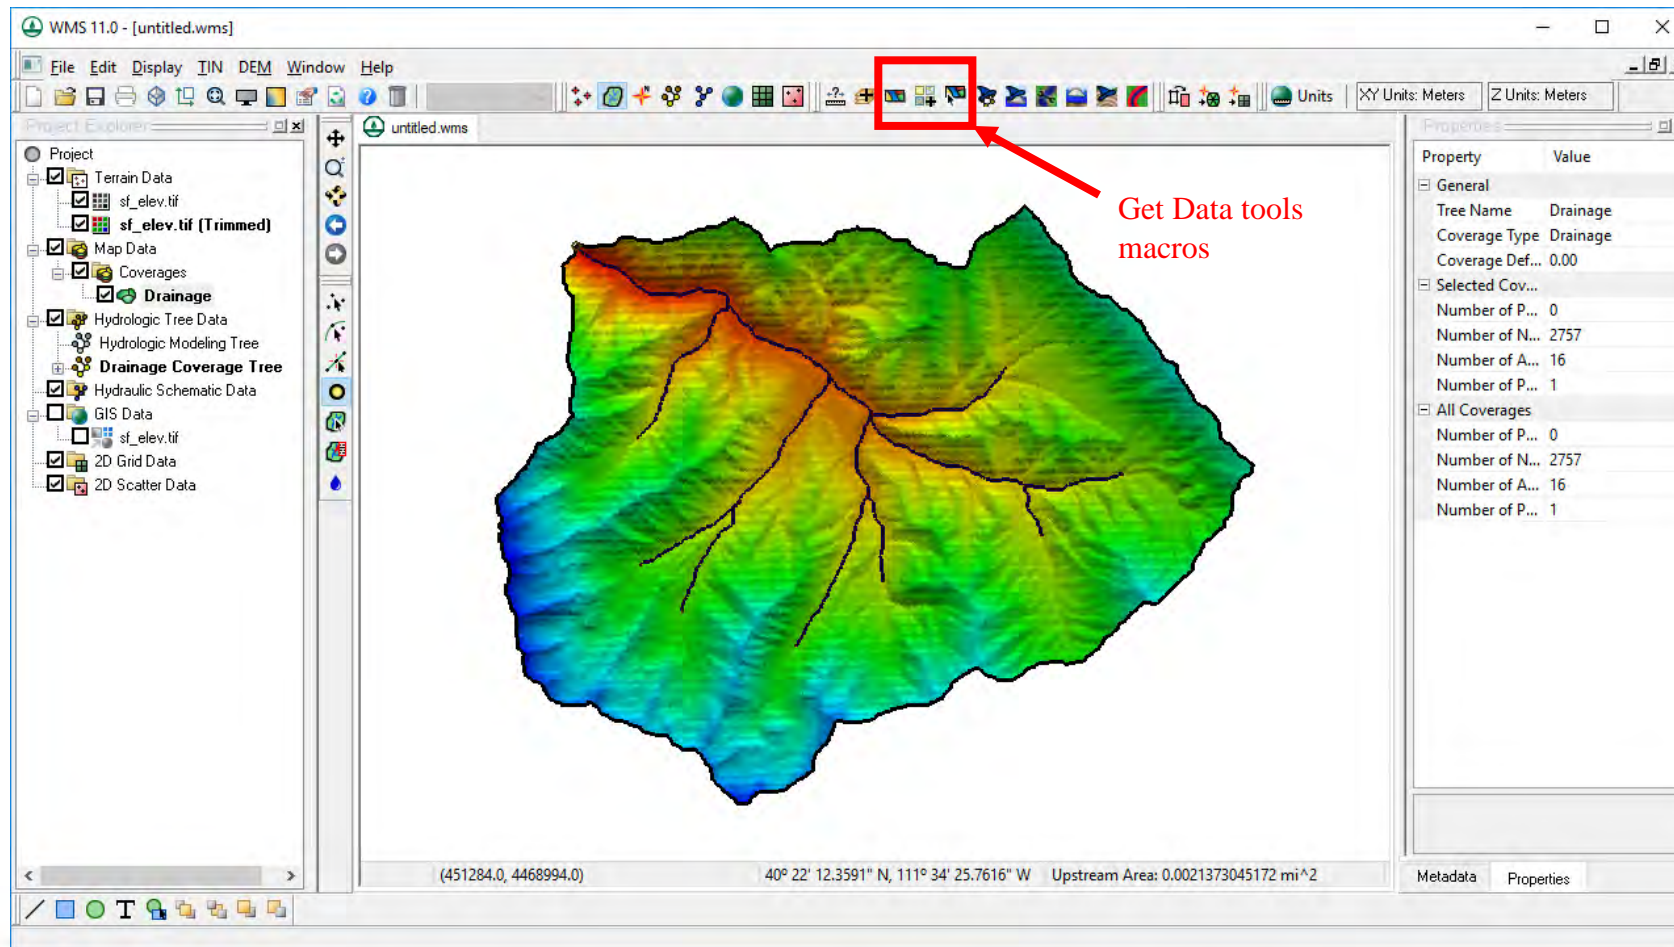 WMS 11.0 - [untitled.wms]
File Edit Display TIN DEM Window Help
Units XY Units: Meters Z Units: Meters
Project Explorer
Project
Terrain Data
sf_elev.tif
sf_elev.tif (Trimmed)
Map Data
Coverages
Drainage
Hydrologic Tree Data
Hydrologic Modeling Tree
Drainage Coverage Tree
Hydraulic Schematic Data
GIS Data
sf_elev.tif
2D Grid Data
2D Scatter Data
untitled.wms
Get Data tools
macros
(451284.0, 4468994.0) 40º 22' 12.3591" N, 111º 34' 25.7616" W Upstream Area: 0.0021373045172 mi^2
Properties
Property Value
General
Tree Name Drainage
Coverage Type Drainage
Coverage Def... 0.00
Selected Cov...
Number of P... 0
Number of N... 2757
Number of A... 16
Number of P... 1
All Coverages
Number of P... 0
Number of N... 2757
Number of A... 16
Number of P... 1
Metadata Properties
T